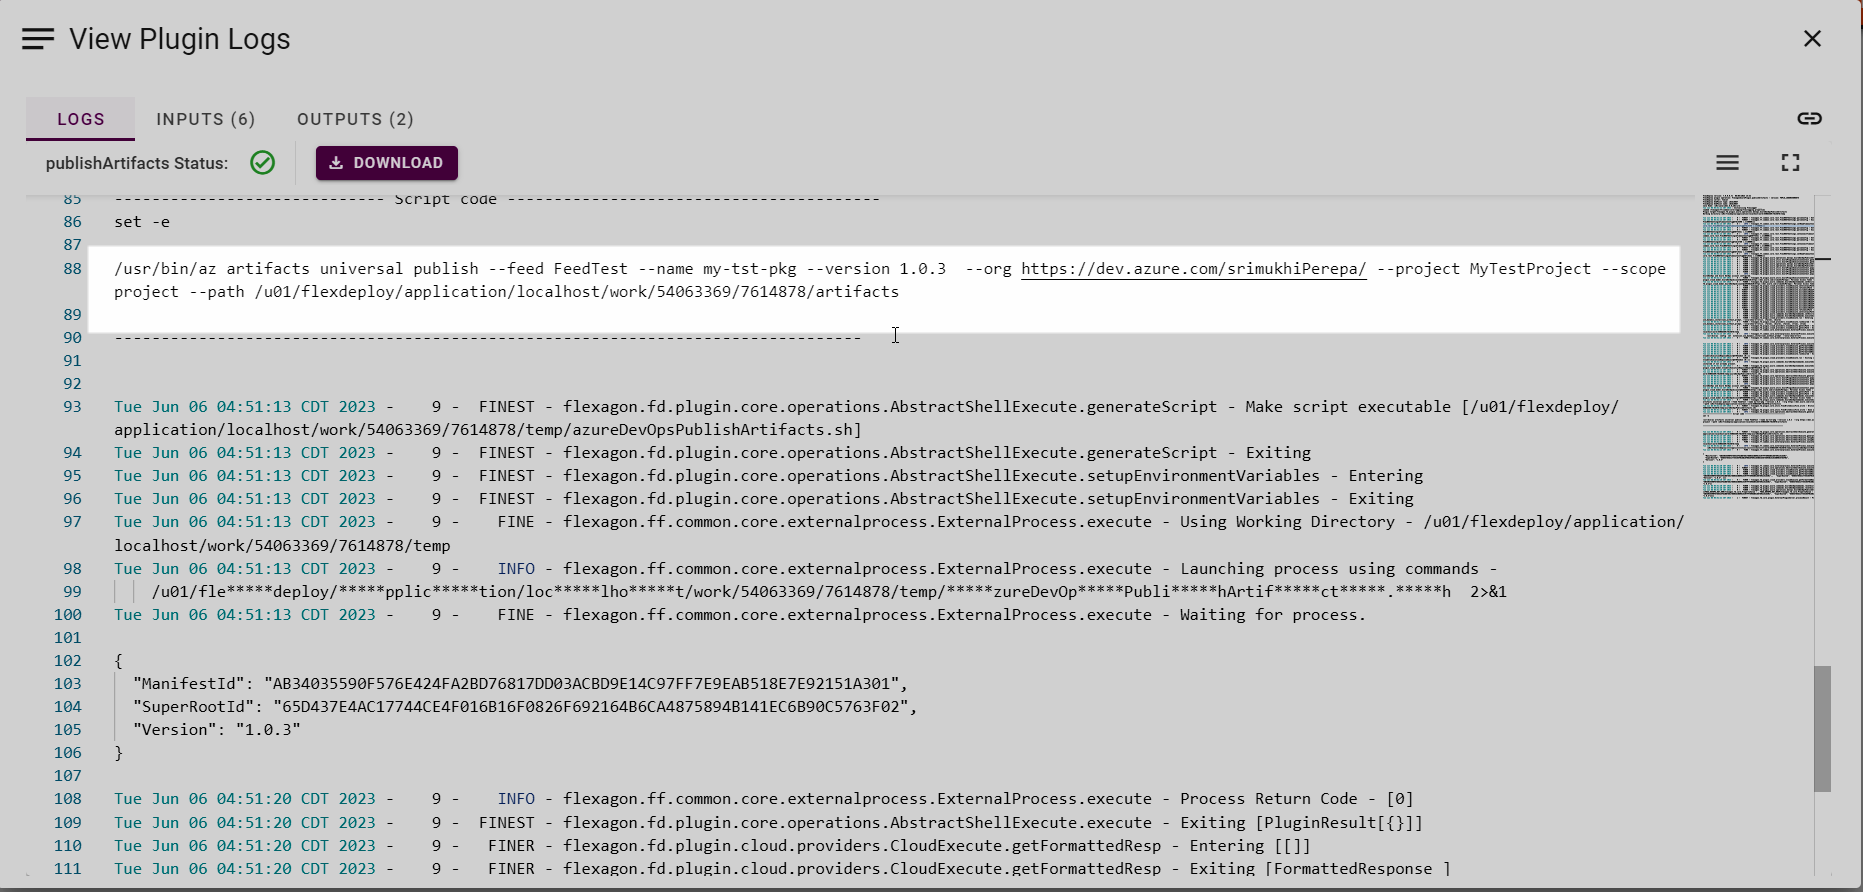 View Plugin Logs
LOGS INPUTS (6) OUTPUTS (2)
publishArtifacts Status: DOWNLOAD
85 ----------------------------- Script code ----------------------------------------
86 set -e
87
88 /usr/bin/az artifacts universal publish --feed FeedTest --name my-tst-pkg --version 1.0.3  --org https://dev.azure.com/srimukhiPerepa/ --project MyTestProject --scope
project --path /u01/flexdeploy/application/localhost/work/54063369/7614878/artifacts
89
90 --------------------------------------------------------------------------------
91
92
93 Tue Jun 06 04:51:13 CDT 2023 -    9 -  FINEST - flexagon.fd.plugin.core.operations.AbstractShellExecute.generateScript - Make script executable [/u01/flexdeploy/
application/localhost/work/54063369/7614878/temp/azureDevOpsPublishArtifacts.sh]
94 Tue Jun 06 04:51:13 CDT 2023 -    9 -  FINEST - flexagon.fd.plugin.core.operations.AbstractShellExecute.generateScript - Exiting
95 Tue Jun 06 04:51:13 CDT 2023 -    9 -  FINEST - flexagon.fd.plugin.core.operations.AbstractShellExecute.setupEnvironmentVariables - Entering
96 Tue Jun 06 04:51:13 CDT 2023 -    9 -  FINEST - flexagon.fd.plugin.core.operations.AbstractShellExecute.setupEnvironmentVariables - Exiting
97 Tue Jun 06 04:51:13 CDT 2023 -    9 -    FINE - flexagon.ff.common.core.externalprocess.ExternalProcess.execute - Using Working Directory - /u01/flexdeploy/application/
localhost/work/54063369/7614878/temp
98 Tue Jun 06 04:51:13 CDT 2023 -    9 -    INFO - flexagon.ff.common.core.externalprocess.ExternalProcess.execute - Launching process using commands -
99     /u01/fle*****deploy/*****pplic*****tion/loc*****lho*****t/work/54063369/7614878/temp/*****zureDevOp*****Publi*****hArtif*****ct*****.*****h  2>&1
100 Tue Jun 06 04:51:13 CDT 2023 -    9 -    FINE - flexagon.ff.common.core.externalprocess.ExternalProcess.execute - Waiting for process.
101
102 {
103   "ManifestId": "AB34035590F576E424FA2BD76817DD03ACBD9E14C97FF7E9EAB518E7E92151A301",
104   "SuperRootId": "65D437E4AC17744CE4F016B16F0826F692164B6CA4875894B141EC6B90C5763F02",
105   "Version": "1.0.3"
106 }
107
108 Tue Jun 06 04:51:20 CDT 2023 -    9 -    INFO - flexagon.ff.common.core.externalprocess.ExternalProcess.execute - Process Return Code - [0]
109 Tue Jun 06 04:51:20 CDT 2023 -    9 -  FINEST - flexagon.fd.plugin.core.operations.AbstractShellExecute.execute - Exiting [PluginResult[{}]]
110 Tue Jun 06 04:51:20 CDT 2023 -    9 -   FINER - flexagon.fd.plugin.cloud.providers.CloudExecute.getFormattedResp - Entering [[]]
111 Tue Jun 06 04:51:20 CDT 2023 -    9 -   FINER - flexagon.fd.plugin.cloud.providers.CloudExecute.getFormattedResp - Exiting [FormattedResponse ]